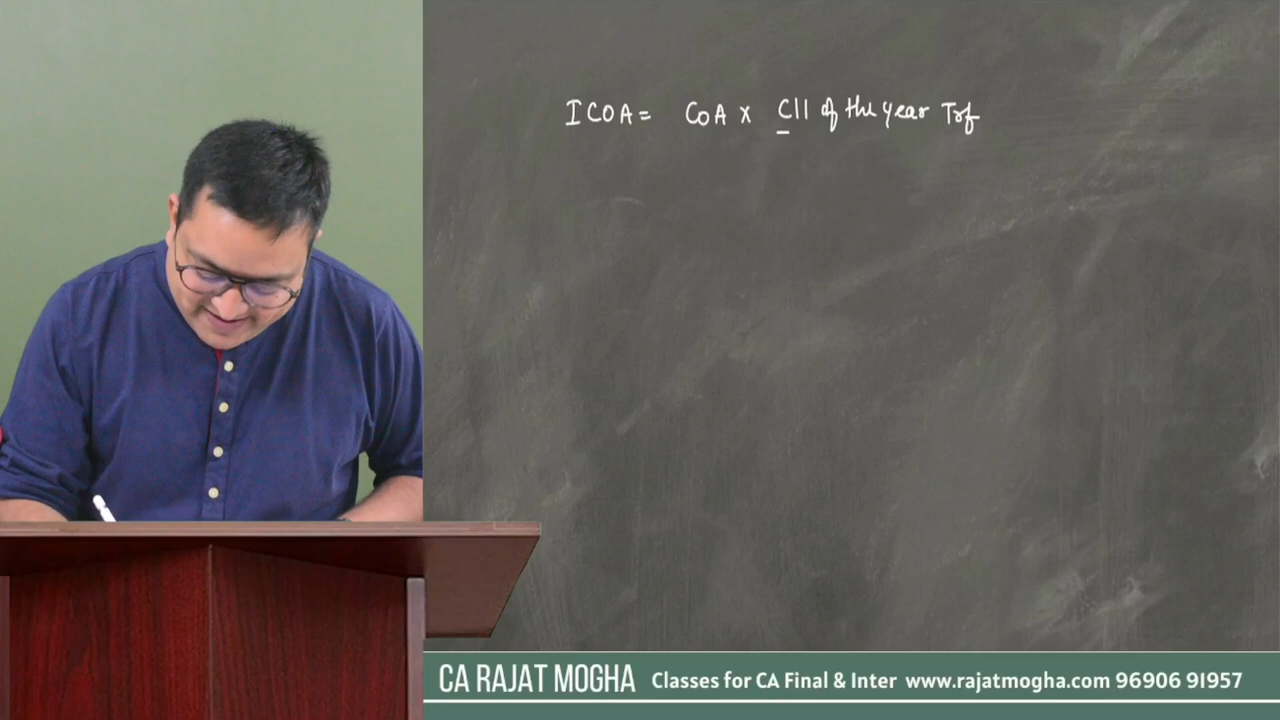 ICOA = COA x CII of the year Trf
CA RAJAT MOGHA Classes for CA Final & Inter www.rajatmogha.com 96906 91957